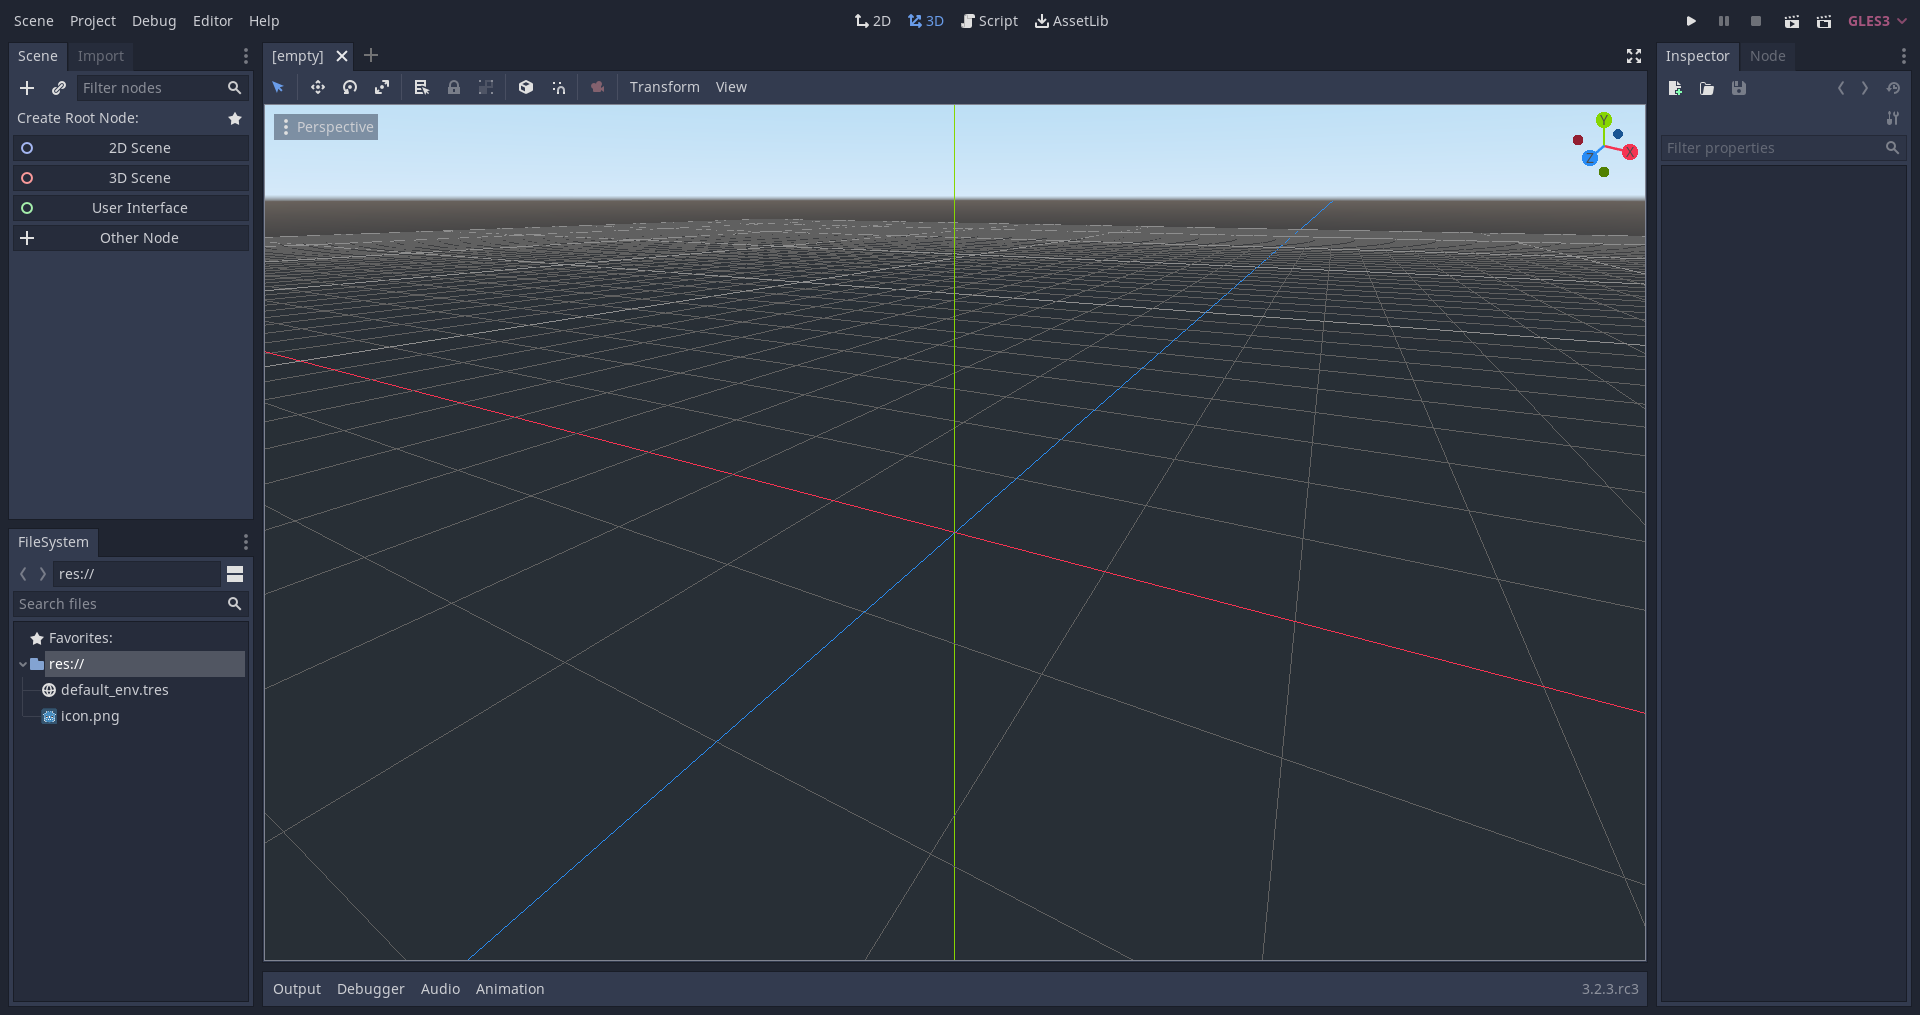 Scene Project Debug Editor Help
2D 3D Script AssetLib
GLES3
Scene Import
Filter nodes
Create Root Node:
2D Scene
3D Scene
User Interface
Other Node
FileSystem
res://
Search files
Favorites:
res://
default_env.tres
icon.png
[empty]
Transform View
Perspective
Y
X
Z
Output Debugger Audio Animation
3.2.3.rc3
Inspector Node
Filter properties